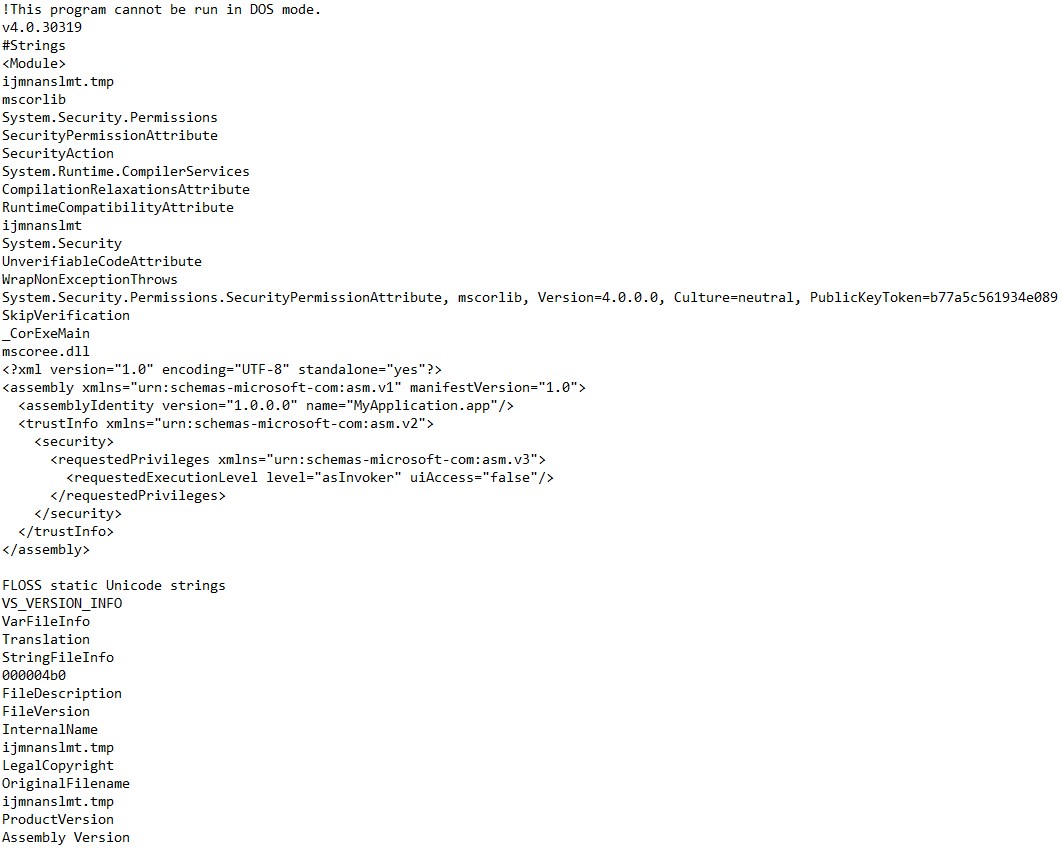 !This program cannot be run in DOS mode.
v4.0.30319
#Strings
<Module>
ijmnanslmt.tmp
mscorlib
System.Security.Permissions
SecurityPermissionAttribute
SecurityAction
System.Runtime.CompilerServices
CompilationRelaxationsAttribute
RuntimeCompatibilityAttribute
ijmnanslmt
System.Security
UnverifiableCodeAttribute
WrapNonExceptionThrows
System.Security.Permissions.SecurityPermissionAttribute, mscorlib, Version=4.0.0.0, Culture=neutral, PublicKeyToken=b77a5c561934e089
SkipVerification
_CorExeMain
mscoree.dll
<?xml version="1.0" encoding="UTF-8" standalone="yes"?>
<assembly xmlns="urn:schemas-microsoft-com:asm.v1" manifestVersion="1.0">
  <assemblyIdentity version="1.0.0.0" name="MyApplication.app"/>
  <trustInfo xmlns="urn:schemas-microsoft-com:asm.v2">
    <security>
      <requestedPrivileges xmlns="urn:schemas-microsoft-com:asm.v3">
        <requestedExecutionLevel level="asInvoker" uiAccess="false"/>
      </requestedPrivileges>
    </security>
  </trustInfo>
</assembly>

FLOSS static Unicode strings
VS_VERSION_INFO
VarFileInfo
Translation
StringFileInfo
000004b0
FileDescription
FileVersion
InternalName
ijmnanslmt.tmp
LegalCopyright
OriginalFilename
ijmnanslmt.tmp
ProductVersion
Assembly Version